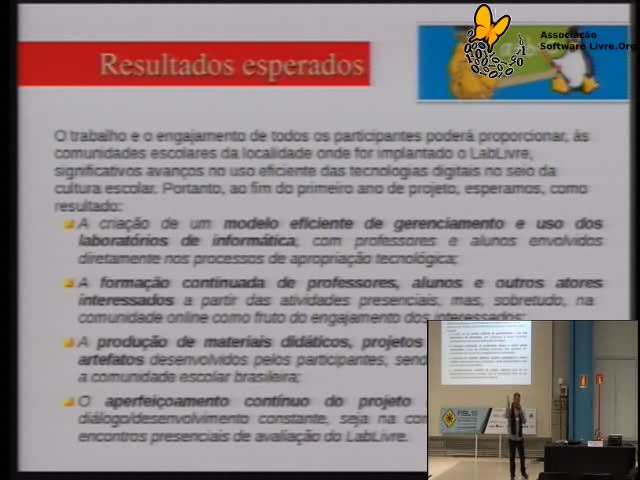 Associação
Software Livre.Org
Resultados esperados
O trabalho e o engajamento de todos os participantes poderá proporcionar, às
comunidades escolares da localidade onde for implantado o LabLivre,
significativos avanços no uso eficiente das tecnologias digitais no seio da
cultura escolar. Portanto, ao fim do primeiro ano de projeto, esperamos, como
resultado:
A criação de um modelo eficiente de gerenciamento e uso dos
laboratórios de informática, com professores e alunos envolvidos
diretamente nos processos de apropriação tecnológica;
A formação continuada de professores, alunos e outros atores
interessados a partir das atividades presenciais, mas, sobretudo, na
comunidade online como fruto do engajamento dos interessados;
A produção de materiais didáticos, projetos
artefatos desenvolvidos pelos participantes,
a comunidade escolar brasileira;
O aperfeiçoamento contínuo do projeto
diálogo/desenvolvimento constante, seja na
encontros presenciais de avaliação do LabLivre.
FISL